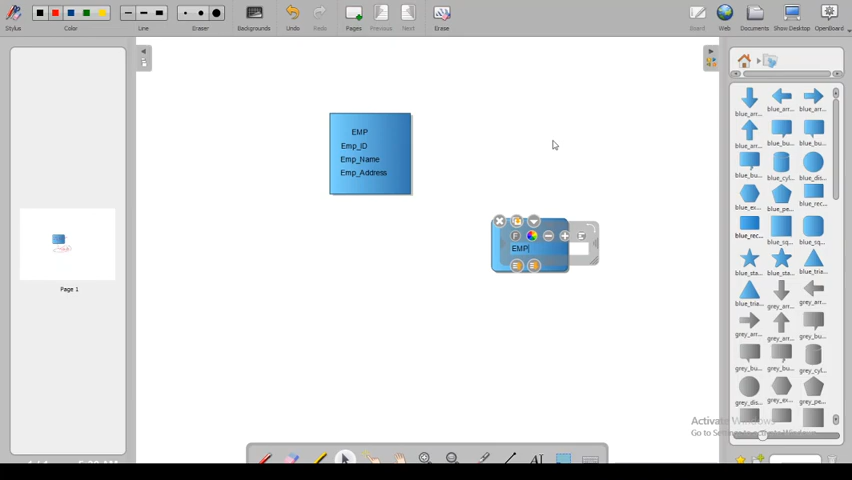 Stylus
Color
Line
Eraser
Backgrounds
Undo
Redo
Pages
Previous
Next
Erase
Board
Web
Documents
Show Desktop
OpenBoard
EMP
Emp_ID
Emp_Name
Emp_Address
EMP
F
Page 1
blue_arr...
blue_ar...
blue_arr...
blue_arr...
blue_bu...
blue_bu...
blue_bu...
blue_cyl...
blue_dis...
blue_ex...
blue_pe...
blue_rec...
blue_rec...
blue_sq...
blue_sq...
blue_sta...
blue_sta...
blue_tria...
blue_tria...
grey_arr...
grey_arr...
grey_arr...
grey_arr...
grey_bu...
grey_bu...
grey_bu...
grey_cyl...
grey_dis...
grey_ex...
grey_pe...
Activate Windows